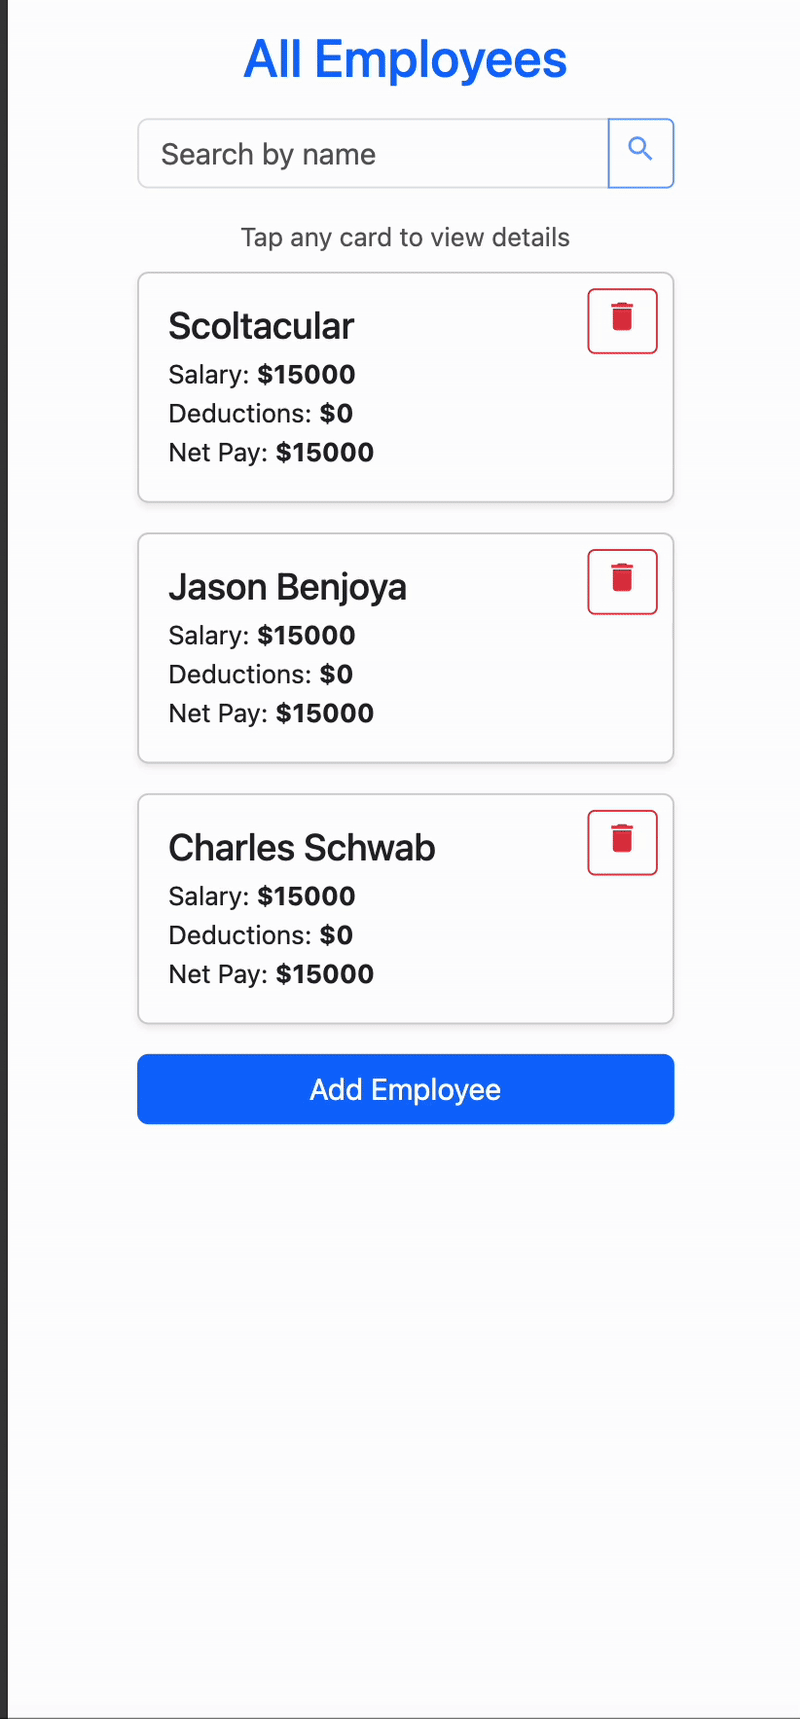 All Employees
Search by name
Tap any card to view details
Scoltacular
Salary: $15000
Deductions: $0
Net Pay: $15000
Jason Benjoya
Salary: $15000
Deductions: $0
Net Pay: $15000
Charles Schwab
Salary: $15000
Deductions: $0
Net Pay: $15000
Add Employee